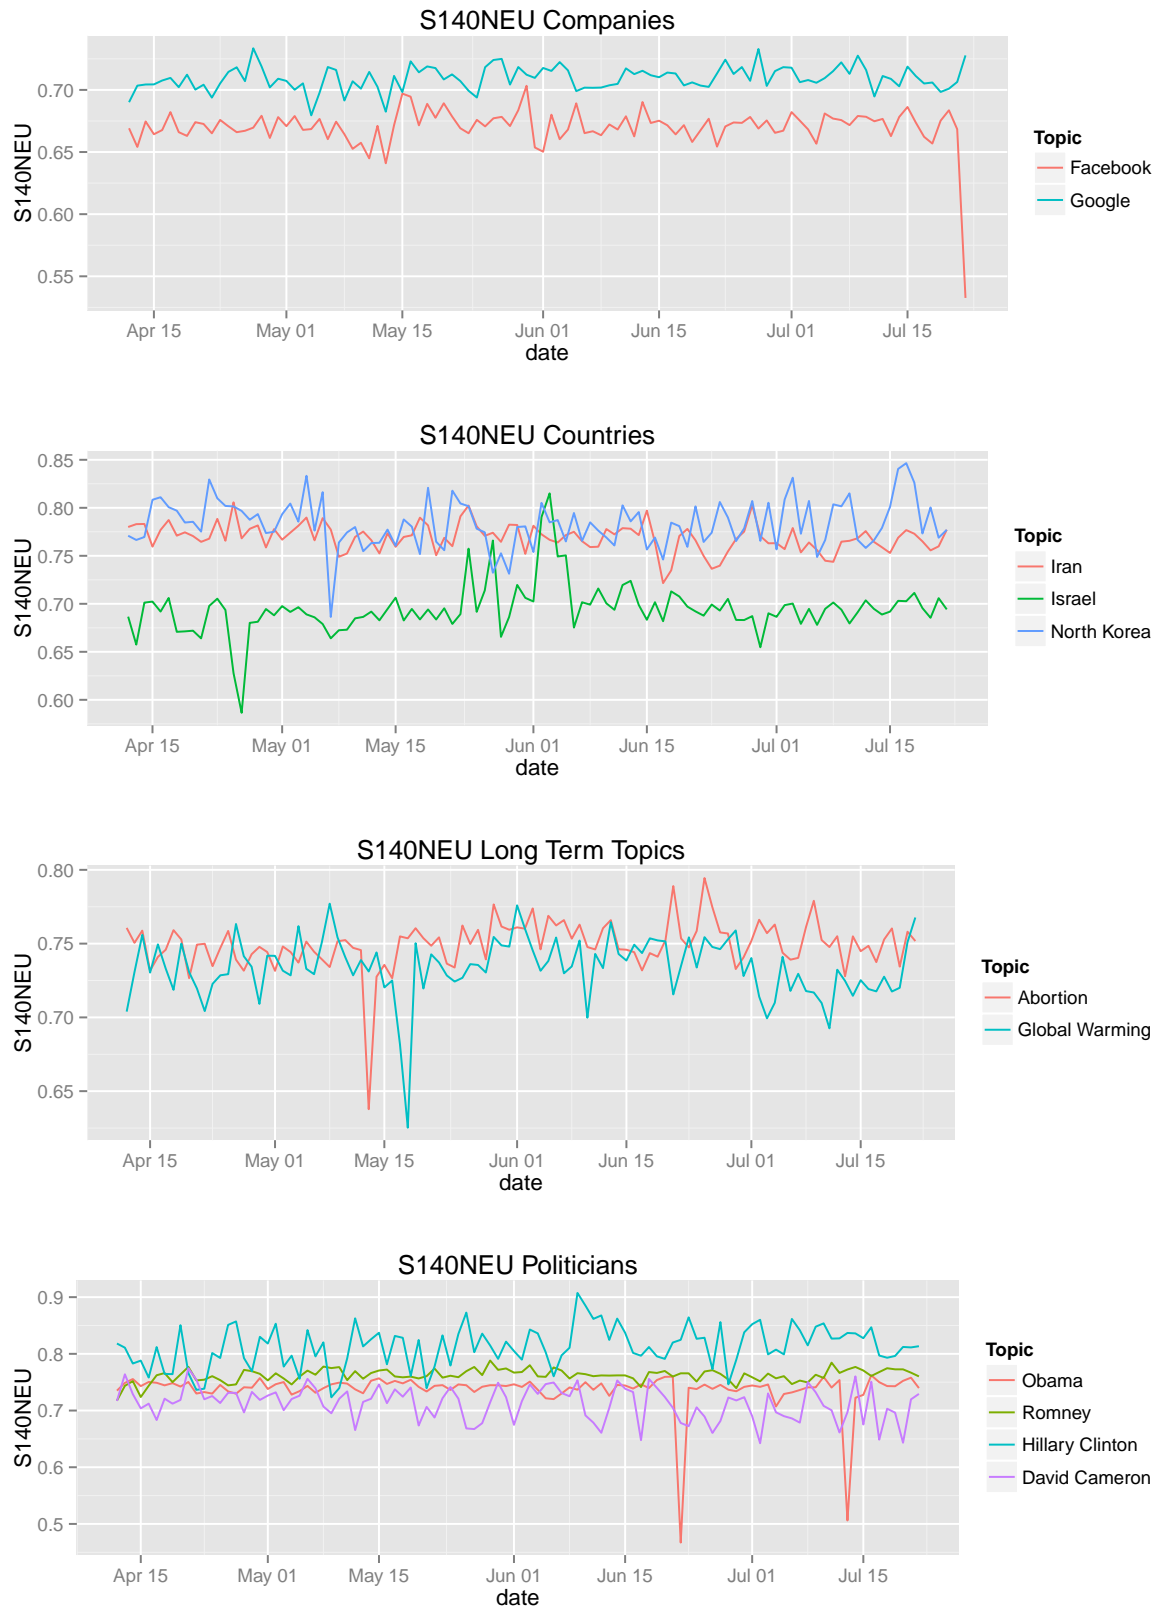 S140NEU Companies
0.70
0.65
0.60
0.55
S140NEU
Apr 15 May 01 May 15 Jun 01 Jun 15 Jul 01 Jul 15
date
Topic
Facebook
Google
S140NEU Countries
0.85
0.80
0.75
0.70
0.65
0.60
S140NEU
Apr 15 May 01 May 15 Jun 01 Jun 15 Jul 01 Jul 15
date
Topic
Iran
Israel
North Korea
S140NEU Long Term Topics
0.80
0.75
0.70
0.65
S140NEU
Apr 15 May 01 May 15 Jun 01 Jun 15 Jul 01 Jul 15
date
Topic
Abortion
Global Warming
S140NEU Politicians
0.9
0.8
0.7
0.6
0.5
S140NEU
Apr 15 May 01 May 15 Jun 01 Jun 15 Jul 01 Jul 15
date
Topic
Obama
Romney
Hillary Clinton
David Cameron